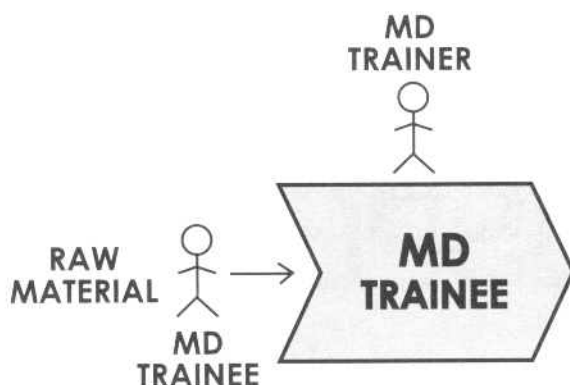 MD
TRAINER
RAW
MATERIAL
MD
TRAINEE
MD
TRAINEE